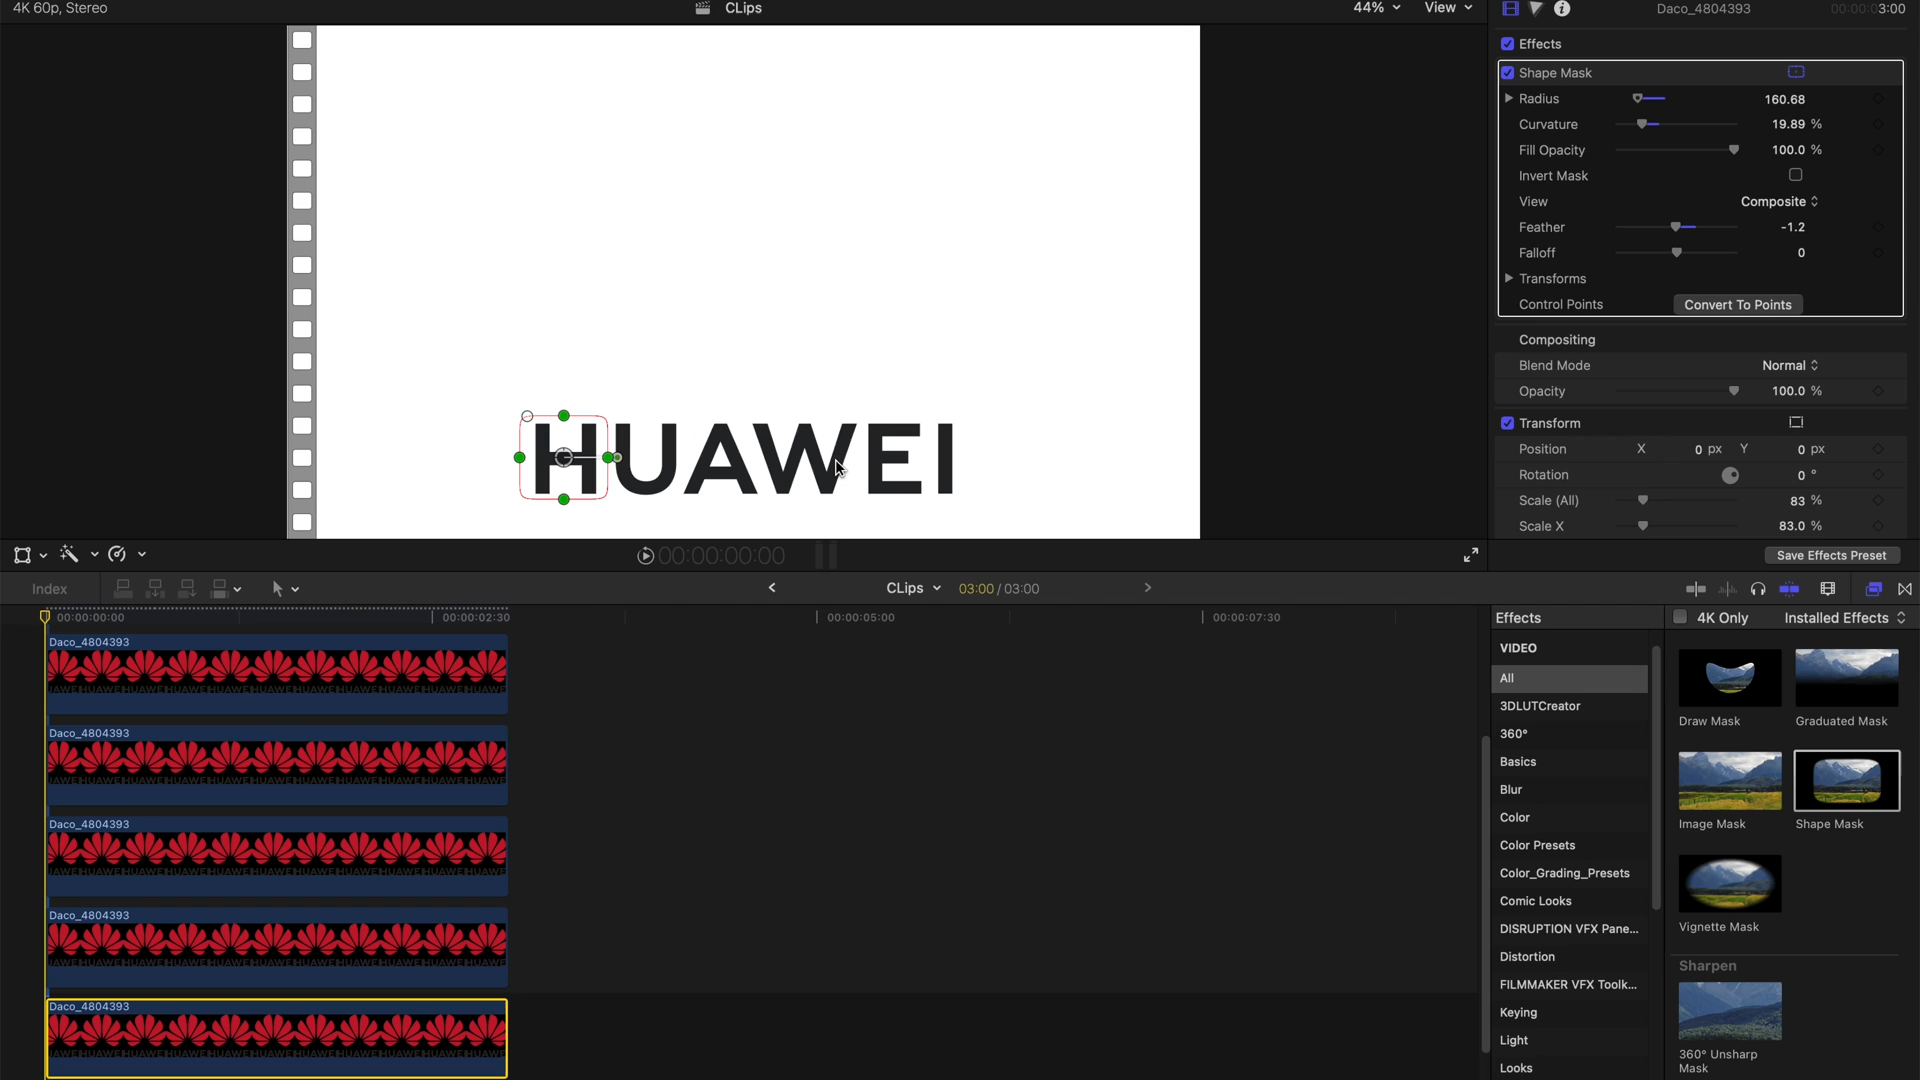 4K 60p, Stereo
CLips
44%
View
Daco_4804393
00:00:03:00
Effects
Shape Mask
Radius
160.68
Curvature
19.89 %
Fill Opacity
100.0 %
Invert Mask
View
Composite
Feather
-1.2
Falloff
0
Transforms
Control Points
Convert To Points
Compositing
Blend Mode
Normal
Opacity
100.0 %
Transform
Position
X
0 px
Y
0 px
Rotation
0 °
Scale (All)
83 %
Scale X
83.0 %
HUAWEI
00:00:00:00
Save Effects Preset
Index
CLips
03:00 / 03:00
00:00:00:00
00:00:02:30
00:00:05:00
00:00:07:30
Daco_4804393
Daco_4804393
Daco_4804393
Daco_4804393
Daco_4804393
Effects
4K Only
Installed Effects
VIDEO
All
3DLUTCreator
360°
Basics
Blur
Color
Color Presets
Color_Grading_Presets
Comic Looks
DISRUPTION VFX Pane...
Distortion
FILMMAKER VFX Toolk...
Keying
Light
Looks
Draw Mask
Graduated Mask
Image Mask
Shape Mask
Vignette Mask
Sharpen
360° Unsharp
Mask